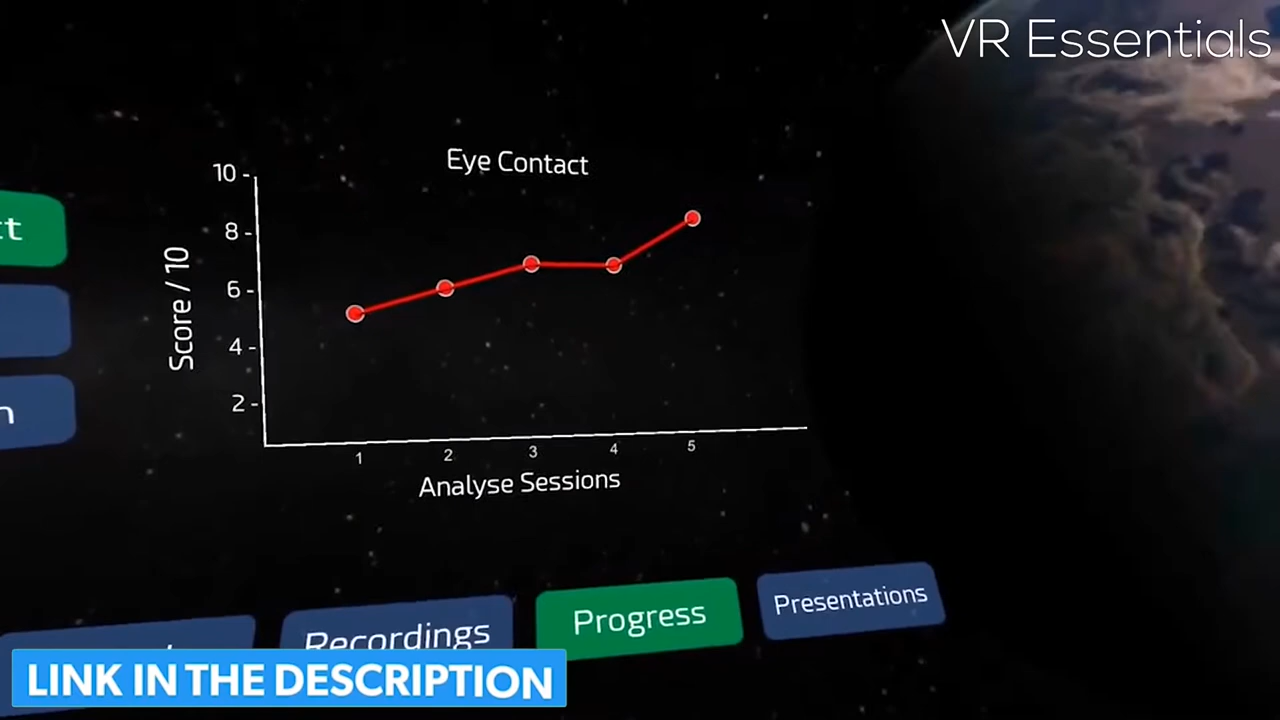 VR Essentials
Eye Contact
10
8
6
4
2
Score / 10
1 2 3 4 5
Analyse Sessions
Recordings
Progress
Presentations
LINK IN THE DESCRIPTION